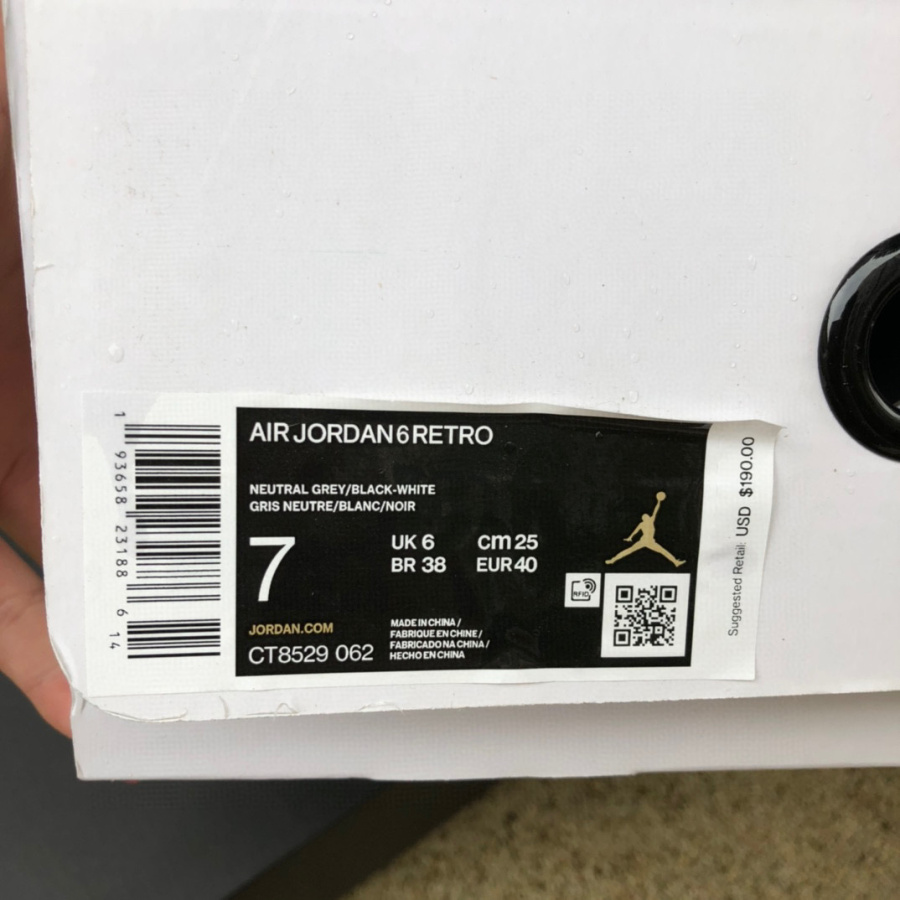 AIR JORDAN 6 RETRO
NEUTRAL GREY/BLACK-WHITE
GRIS NEUTRE/BLANC/NOIR
7
UK 6 cm 25
BR 38 EUR 40
JORDAN.COM
CT8529 062
MADE IN CHINA /
FABRIQUE EN CHINE /
FABRICADO NA CHINA /
HECHO EN CHINA
RFID
1 93658 23188 6 14
Suggested Retail: USD $190.00